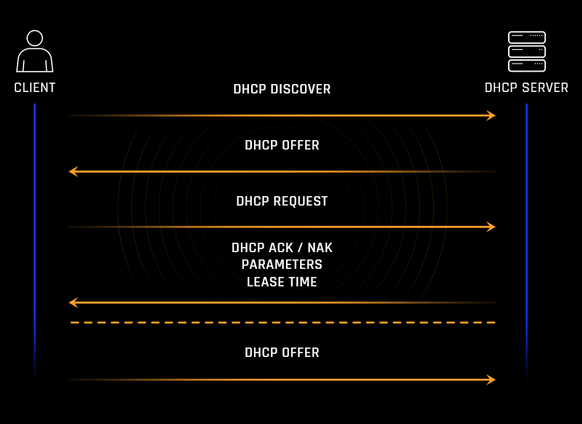 CLIENT
DHCP SERVER
DHCP DISCOVER
DHCP OFFER
DHCP REQUEST
DHCP ACK / NAK
PARAMETERS
LEASE TIME
DHCP OFFER